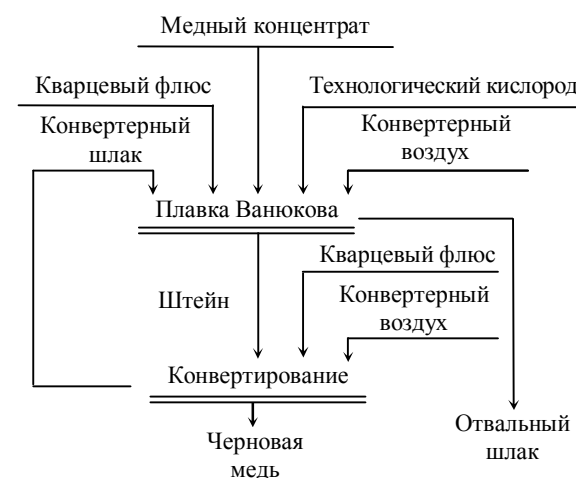 Медный концентрат
Кварцевый флюс
Технологический кислород
Конвертерный
шлак
Конвертерный
воздух
Плавка Ванюкова
Кварцевый флюс
Штейн
Конвертерный
воздух
Конвертирование
Черновая
медь
Отвальный
шлак